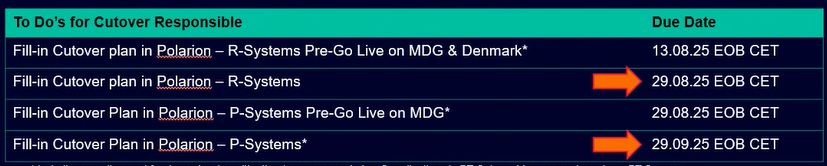 To Do's for Cutover Responsible Due Date
Fill-in Cutover plan in Polarion – R-Systems Pre-Go Live on MDG & Denmark* 13.08.25 EOB CET
Fill-in Cutover plan in Polarion – R-Systems 29.08.25 EOB CET
Fill-in Cutover Plan in Polarion – P-Systems Pre-Go Live on MDG* 29.08.25 EOB CET
Fill-in Cutover Plan in Polarion – P-Systems* 29.09.25 EOB CET